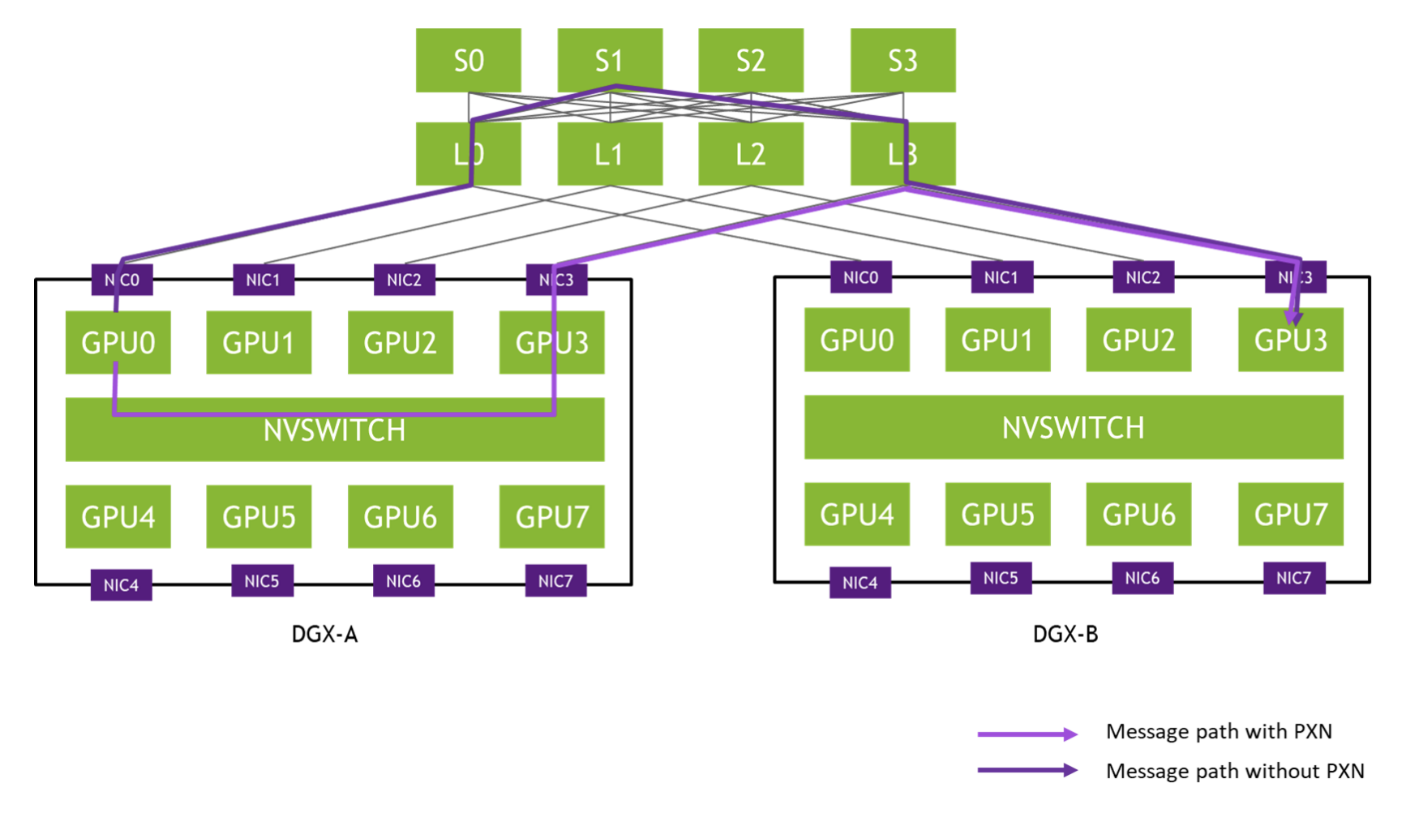 S0 S1 S2 S3
L0 L1 L2 L3
NIC0 NIC1 NIC2 NIC3
GPU0 GPU1 GPU2 GPU3
NVSWITCH
GPU4 GPU5 GPU6 GPU7
NIC4 NIC5 NIC6 NIC7
DGX-A
NIC0 NIC1 NIC2 NIC3
GPU0 GPU1 GPU2 GPU3
NVSWITCH
GPU4 GPU5 GPU6 GPU7
NIC4 NIC5 NIC6 NIC7
DGX-B
Message path with PXN
Message path without PXN